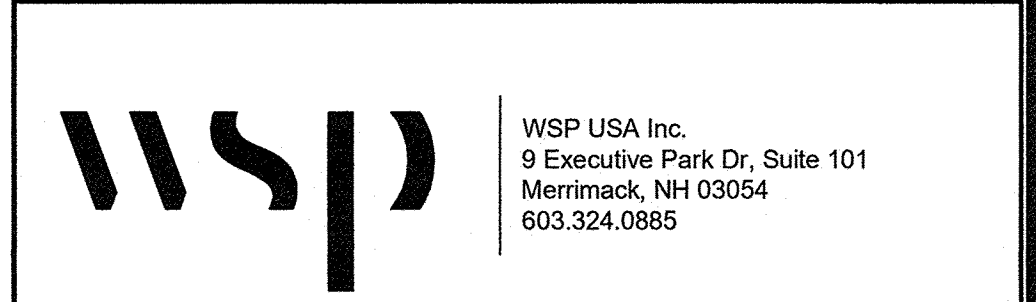 wsp
WSP USA Inc.
9 Executive Park Dr, Suite 101
Merrimack, NH 03054
603.324.0885